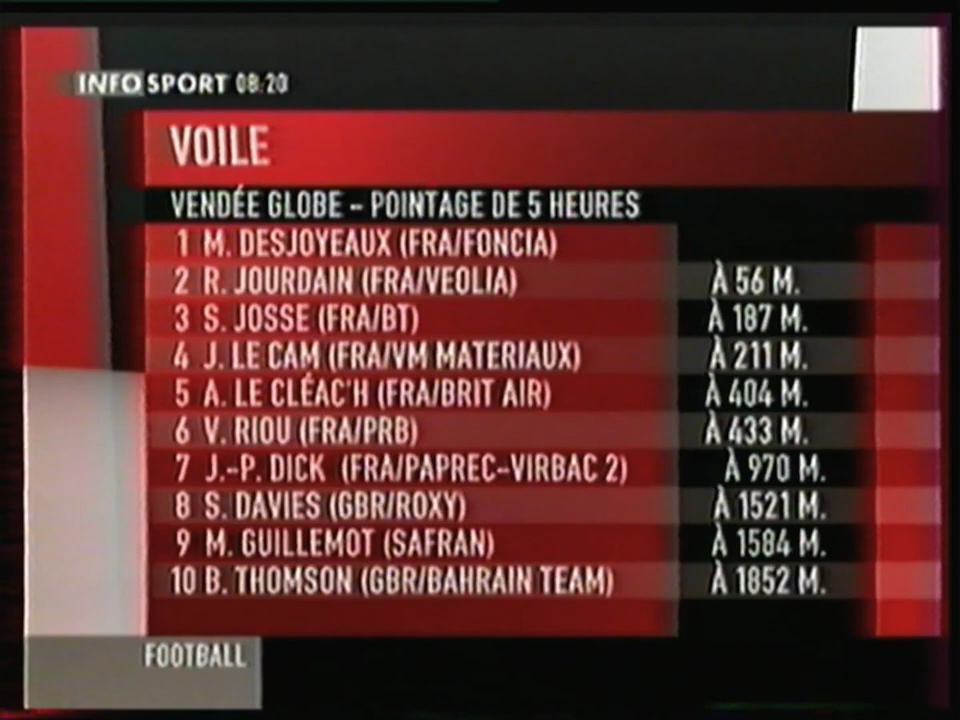 INFOSPORT 08:20
VOILE
VENDÉE GLOBE - POINTAGE DE 5 HEURES
1 M. DESJOYEAUX (FRA/FONCIA)
2 R. JOURDAIN (FRA/VEOLIA) À 56 M.
3 S. JOSSE (FRA/BT) À 187 M.
4 J. LE CAM (FRA/VM MATERIAUX) À 211 M.
5 A. LE CLÉAC'H (FRA/BRIT AIR) À 404 M.
6 V. RIOU (FRA/PRB) À 433 M.
7 J.-P. DICK (FRA/PAPREC-VIRBAC 2) À 970 M.
8 S. DAVIES (GBR/ROXY) À 1521 M.
9 M. GUILLEMOT (SAFRAN) À 1584 M.
10 B. THOMSON (GBR/BAHRAIN TEAM) À 1852 M.
FOOTBALL